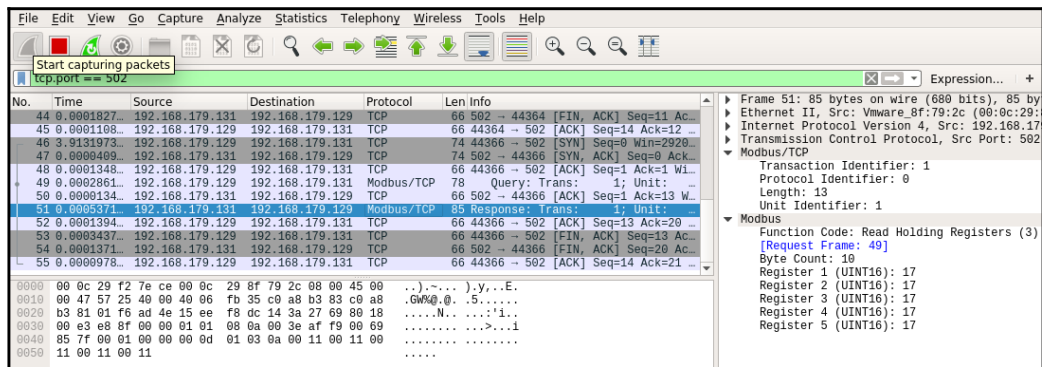 File Edit View Go Capture Analyze Statistics Telephony Wireless Tools Help
Start capturing packets
tcp.port == 502
Expression... +
No. Time Source Destination Protocol Len Info
44 0.0001827… 192.168.179.131 192.168.179.129 TCP 66 502 → 44364 [FIN, ACK] Seq=11 Ac…
45 0.0001108… 192.168.179.129 192.168.179.131 TCP 66 44364 → 502 [ACK] Seq=14 Ack=12 …
46 3.9131973… 192.168.179.129 192.168.179.131 TCP 74 44366 → 502 [SYN] Seq=0 Win=2920…
47 0.0000409… 192.168.179.131 192.168.179.129 TCP 74 502 → 44366 [SYN, ACK] Seq=0 Ack…
48 0.0001348… 192.168.179.129 192.168.179.131 TCP 66 44366 → 502 [ACK] Seq=1 Ack=1 Wi…
49 0.0002861… 192.168.179.129 192.168.179.131 Modbus/TCP 78 Query: Trans: 1; Unit: …
50 0.0000134… 192.168.179.131 192.168.179.129 TCP 66 502 → 44366 [ACK] Seq=1 Ack=13 W…
51 0.0005371… 192.168.179.131 192.168.179.129 Modbus/TCP 85 Response: Trans: 1; Unit: …
52 0.0001394… 192.168.179.129 192.168.179.131 TCP 66 44366 → 502 [ACK] Seq=13 Ack=20 …
53 0.0003437… 192.168.179.129 192.168.179.131 TCP 66 44366 → 502 [FIN, ACK] Seq=13 Ac…
54 0.0001371… 192.168.179.131 192.168.179.129 TCP 66 502 → 44366 [FIN, ACK] Seq=20 Ac…
55 0.0000978… 192.168.179.129 192.168.179.131 TCP 66 44366 → 502 [ACK] Seq=14 Ack=21 …
Frame 51: 85 bytes on wire (680 bits), 85 by
Ethernet II, Src: Vmware_8f:79:2c (00:0c:29:
Internet Protocol Version 4, Src: 192.168.17
Transmission Control Protocol, Src Port: 502
Modbus/TCP
Transaction Identifier: 1
Protocol Identifier: 0
Length: 13
Unit Identifier: 1
Modbus
Function Code: Read Holding Registers (3)
[Request Frame: 49]
Byte Count: 10
Register 1 (UINT16): 17
Register 2 (UINT16): 17
Register 3 (UINT16): 17
Register 4 (UINT16): 17
Register 5 (UINT16): 17
0000 00 0c 29 f2 7e ce 00 0c 29 8f 79 2c 08 00 45 00 ..).~... ).y,..E.
0010 00 47 57 25 40 00 40 06 fb 35 c0 a8 b3 83 c0 a8 .GW%@.@. .5......
0020 b3 81 01 f6 ad 4e 15 ee f8 dc 14 3a 27 69 80 18 .....N.. ...:'i..
0030 00 e3 e8 8f 00 00 01 01 08 0a 00 3e af f9 00 69 ........ ...>...i
0040 85 7f 00 01 00 00 00 0d 01 03 0a 00 11 00 11 00 ........ ........
0050 11 00 11 00 11 .....